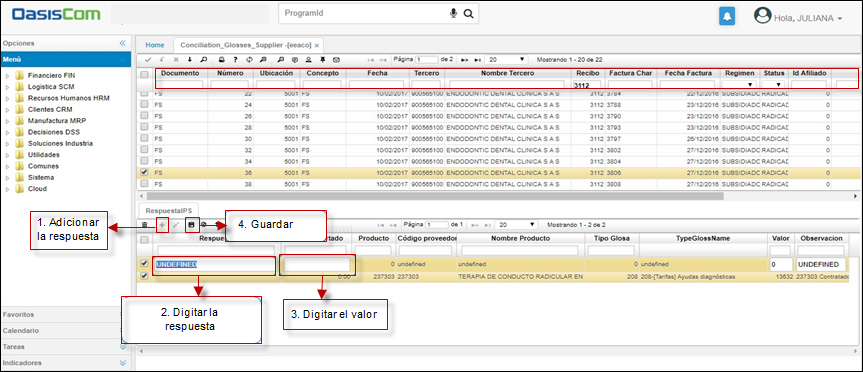 OasisCom
ProgramId
Hola, JULIANA
Opciones
Menú
Financiero FIN
Logistica SCM
Recursos Humanos HRM
Clientes CRM
Manufactura MRP
Decisiones DSS
Soluciones Industria
Utilidades
Comunes
Sistema
Cloud
Favoritos
Calendario
Tareas
Indicadores
Home Conciliation_Glosses_Supplier -[eeaco] ×
Página 1 de 2 20 Mostrando 1 - 20 de 22
Documento Número Ubicación Concepto Fecha Tercero Nombre Tercero Recibo Factura Char Fecha Factura Regimen Status Id Afiliado
3112
FS 22 5001 FS 10/02/2017 900565100 ENDODONTIC DENTAL CLINICA S A S 3112 3784 23/12/2016 SUBSIDIADO RADICAD 0
FS 24 5001 FS 10/02/2017 900565100 ENDODONTIC DENTAL CLINICA S A S 3112 3788 23/12/2016 SUBSIDIADO RADICAD 0
FS 26 5001 FS 10/02/2017 900565100 ENDODONTIC DENTAL CLINICA S A S 3112 3790 23/12/2016 SUBSIDIADO RADICAD 0
FS 28 5001 FS 10/02/2017 900565100 ENDODONTIC DENTAL CLINICA S A S 3112 3793 23/12/2016 SUBSIDIADO RADICAD 0
FS 30 5001 FS 10/02/2017 900565100 ENDODONTIC DENTAL CLINICA S A S 3112 3797 26/12/2016 SUBSIDIADO RADICAD 0
FS 32 5001 FS 10/02/2017 900565100 ENDODONTIC DENTAL CLINICA S A S 3112 3802 27/12/2016 SUBSIDIADO RADICAD 0
FS 34 5001 FS 10/02/2017 900565100 ENDODONTIC DENTAL CLINICA S A S 3112 3804 27/12/2016 SUBSIDIADO RADICAD 0
FS 36 5001 FS 10/02/2017 900565100 ENDODONTIC DENTAL CLINICA S A S 3112 3806 27/12/2016 SUBSIDIADO RADICAD 0
FS 38 5001 FS 10/02/2017 900565100 ENDODONTIC DENTAL CLINICA S A S 3112 3808 27/12/2016 SUBSIDIADO RADICAD 0
RespuestaIPS
Página 1 de 1 20 Mostrando 1 - 2 de 2
1. Adicionar
la respuesta
4. Guardar
Respue tado Producto Código proveedor Nombre Producto Tipo Glosa TypeGlossName Valor Observacion
UNDEFINED 0 undefined undefined 0 undefined 0 UNDEFINED
0.00 237303 237303 TERAPIA DE CONDUCTO RADICULAR EN 208 208-[Tarifas] Ayudas diagnósticas 13632 237303 Contratado
2. Digitar la
respuesta
3. Digitar el valor